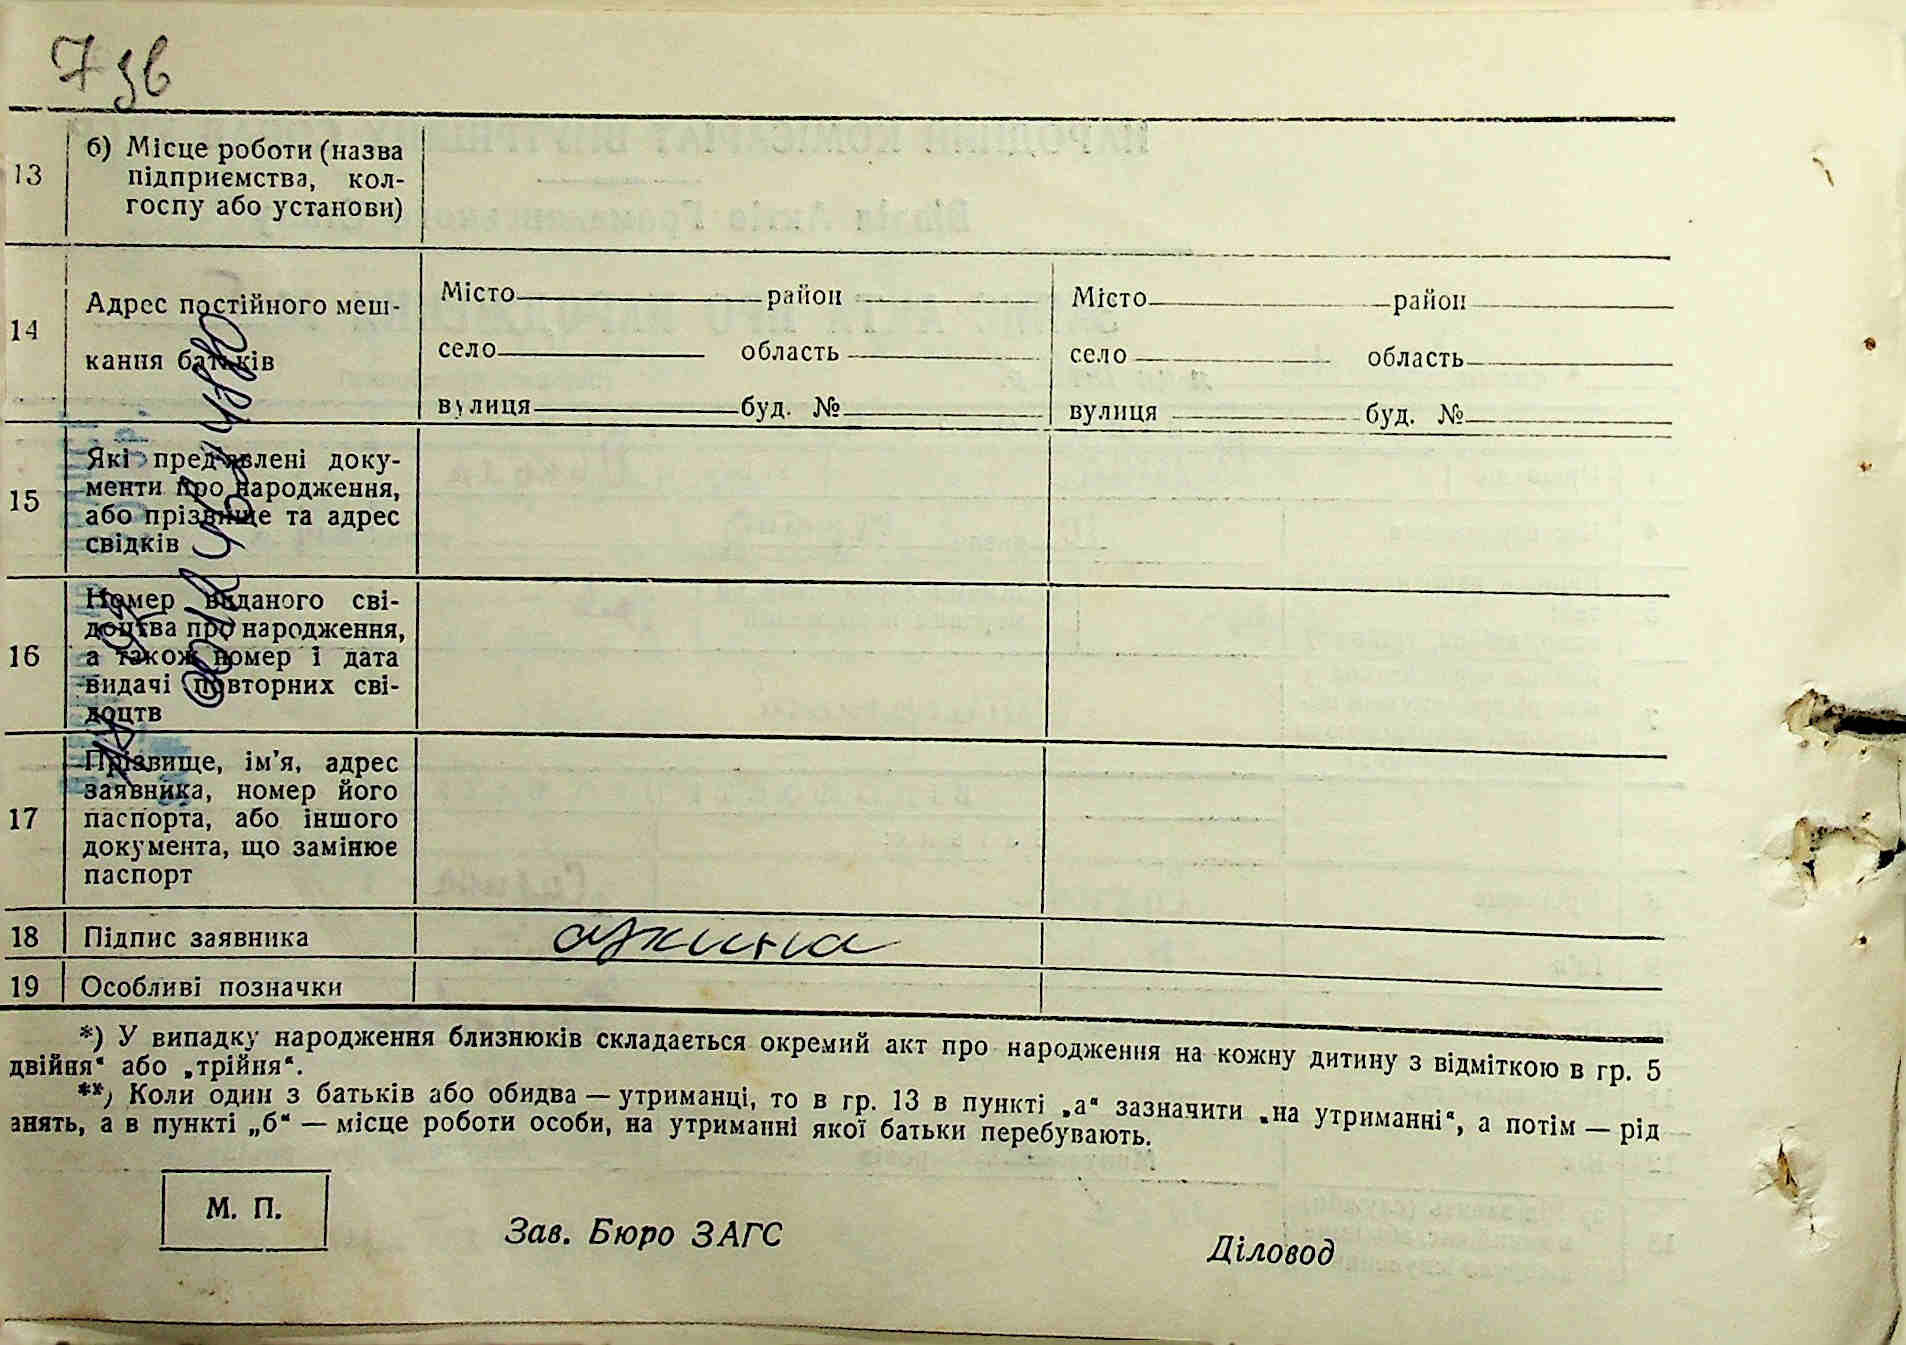 7зв
13
б) Місце роботи (назва
підприємства, кол-
госпу або установи)
14
Адрес постійного меш-
кання батьків
Місто район
село область
вулиця буд. №
Місто район
село область
вулиця буд. №
15
Які пред'явлені доку-
менти про народження,
або прізвище та адрес
свідків
16
Номер виданого сві-
доцтва про народження,
а також номер і дата
видачі повторних сві-
доцтв
17
Прізвище, ім'я, адрес
заявника, номер його
паспорта, або іншого
документа, що замінює
паспорт
18 Підпис заявника
19 Особливі позначки
*) У випадку народження близнюків складається окремий акт про народження на кожну дитину з відміткою в гр. 5
двійня“ або „трійня“.
**) Коли один з батьків або обидва — утриманці, то в гр. 13 в пункті „а“ зазначити „на утриманні“, а потім — рід
анять, а в пункті „б“ — місце роботи особи, на утриманні якої батьки перебувають.
М. П.
Зав. Бюро ЗАГС
Діловод